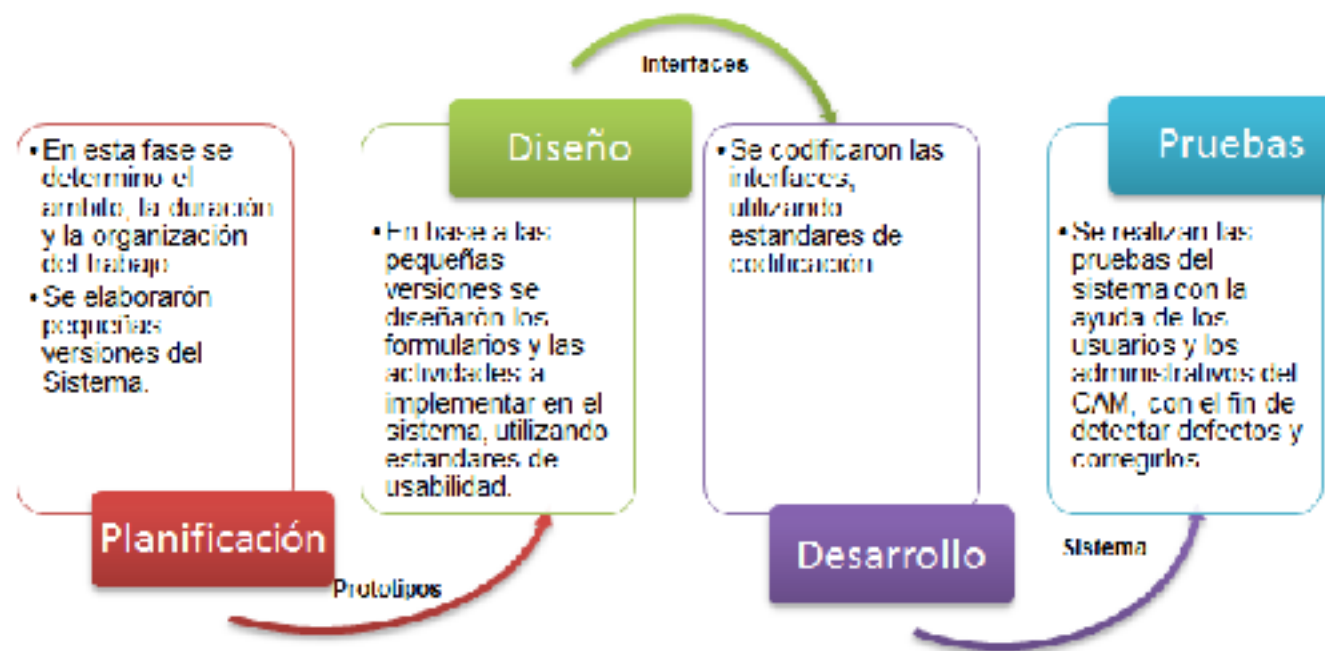 • En esta fase se
determino el
ambito, la duración
y la organización
del trabajo
• Se elaborarón
pequeñas
versiones del
Sistema.
Planificación
Prototipos
Diseño
• En base a las
pequeñas
versiones se
diseñarón los
formularios y las
actividades a
implementar en el
sistema, utilizando
estandares de
usabilidad.
Interfaces
• Se codificaron las
interfaces,
utilizando
estandares de
codificación
Desarrollo
Sistema
Pruebas
• Se realizan las
pruebas del
sistema con la
ayuda de los
usuarios y los
administrativos del
CAM, con el fin de
detectar defectos y
corregirlos